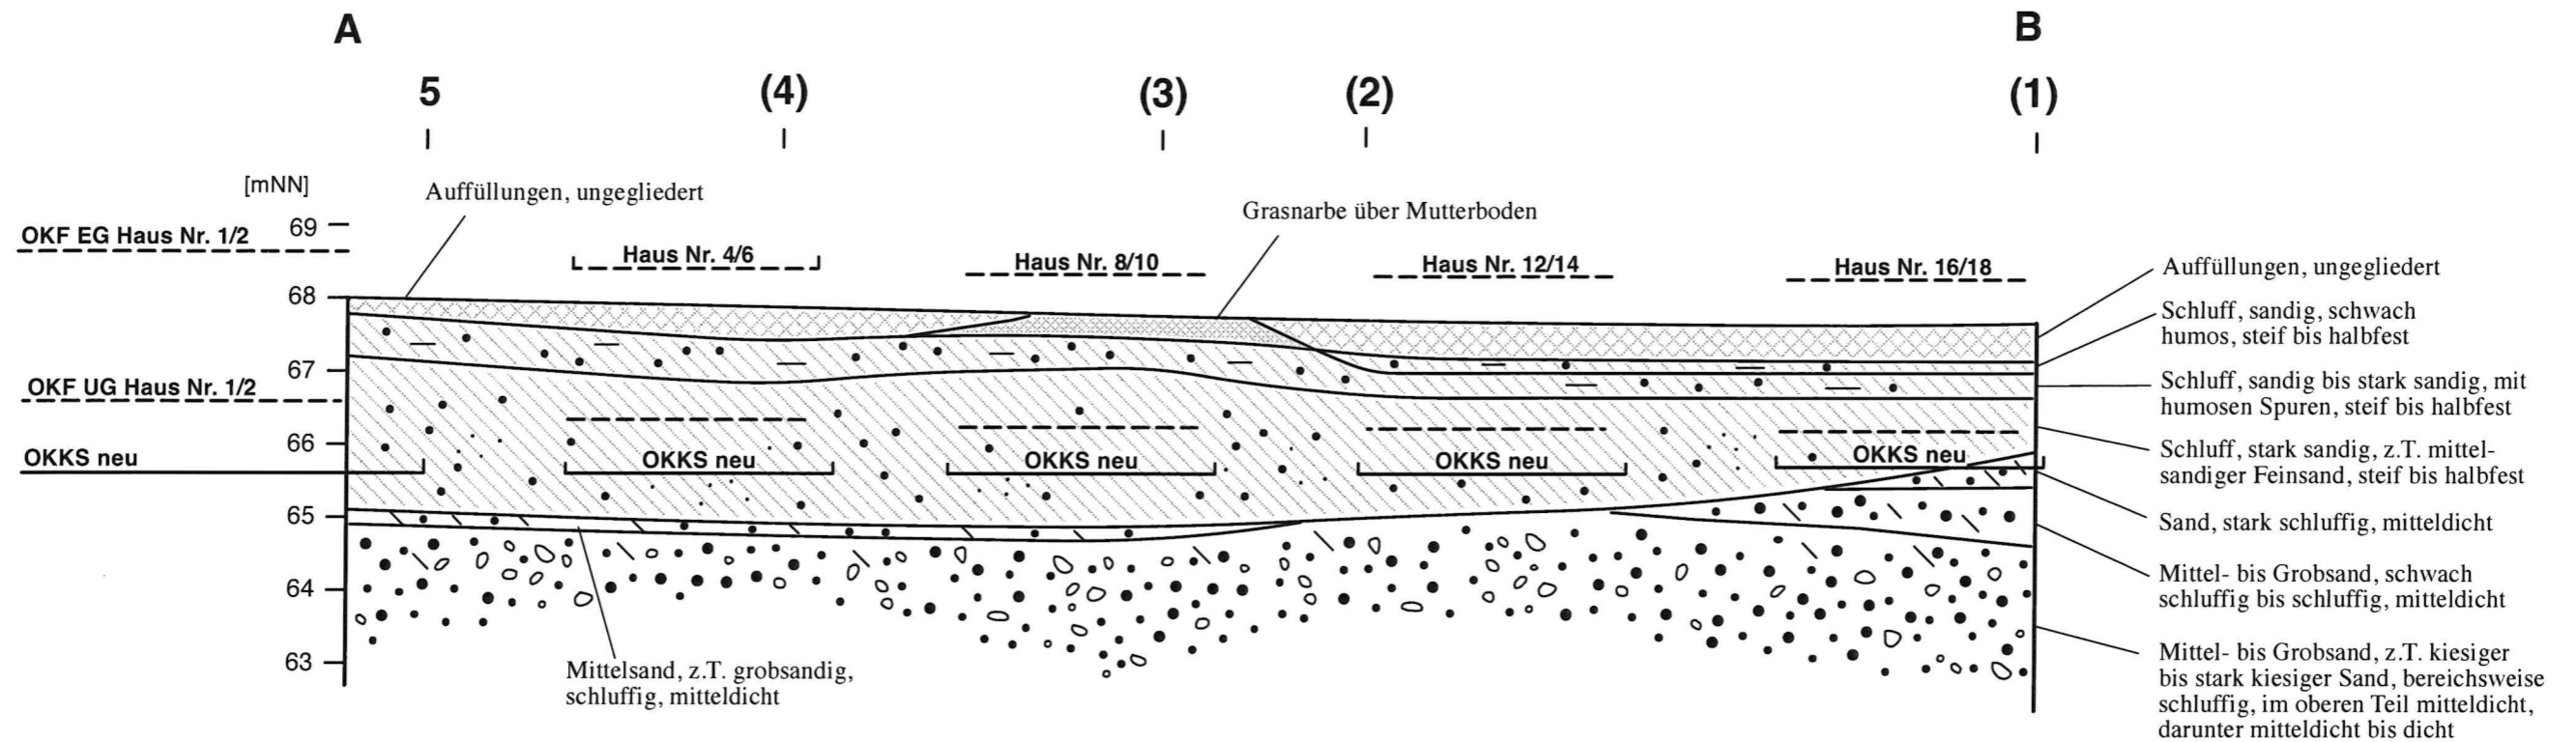 A
B
5
(4)
(3)
(2)
(1)
[mNN]
Auffüllungen, ungegliedert
Grasnarbe über Mutterboden
69
OKF EG Haus Nr. 1/2
Haus Nr. 4/6
Haus Nr. 8/10
Haus Nr. 12/14
Haus Nr. 16/18
68
67
OKF UG Haus Nr. 1/2
66
OKKS neu
OKKS neu
OKKS neu
OKKS neu
OKKS neu
65
64
63
Mittelsand, z.T. grobsandig,
schluffig, mitteldicht
Auffüllungen, ungegliedert
Schluff, sandig, schwach
humos, steif bis halbfest
Schluff, sandig bis stark sandig, mit
humosen Spuren, steif bis halbfest
Schluff, stark sandig, z.T. mittel-
sandiger Feinsand, steif bis halbfest
Sand, stark schluffig, mitteldicht
Mittel- bis Grobsand, schwach
schluffig bis schluffig, mitteldicht
Mittel- bis Grobsand, z.T. kiesiger
bis stark kiesiger Sand, bereichsweise
schluffig, im oberen Teil mitteldicht,
darunter mitteldicht bis dicht